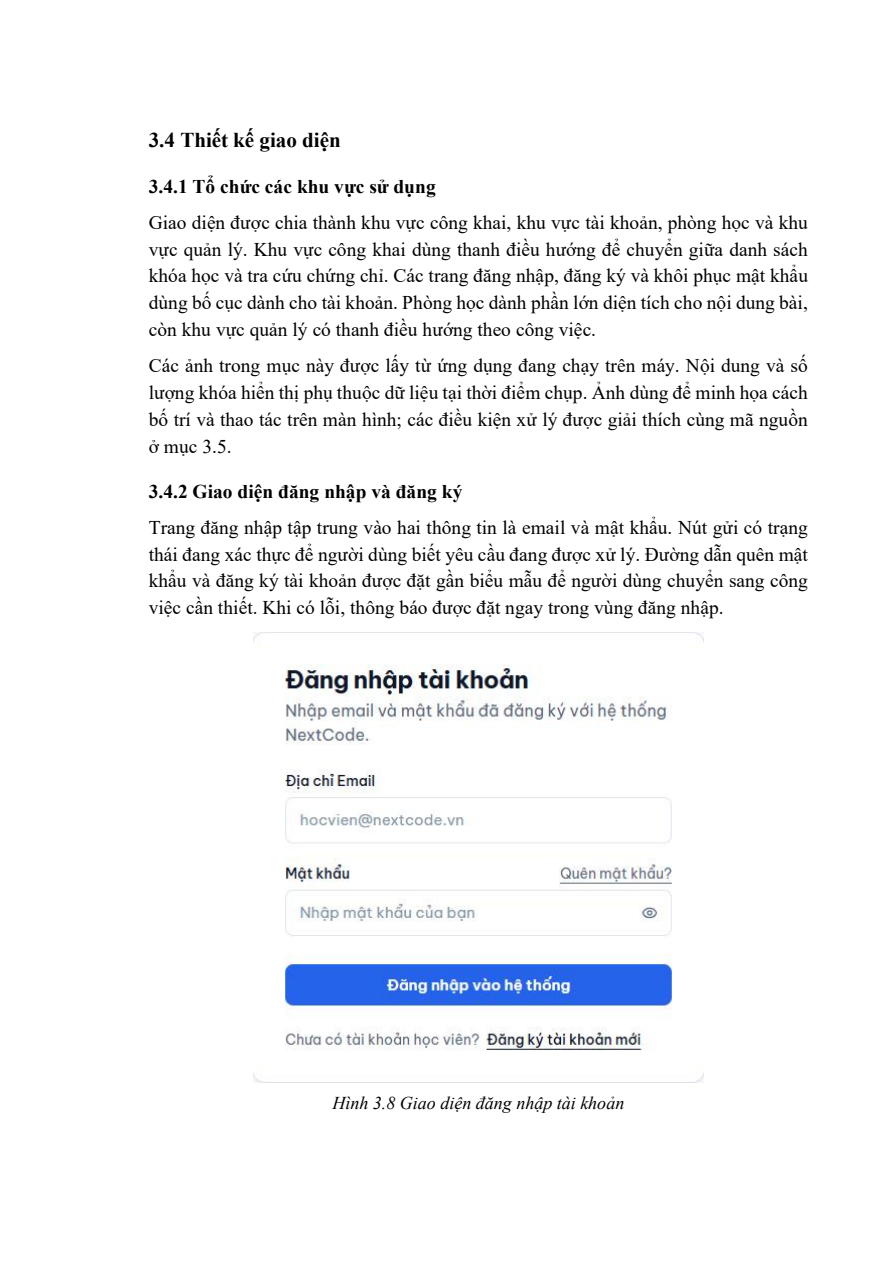 3.4 Thiết kế giao diện
3.4.1 Tổ chức các khu vực sử dụng
Giao diện được chia thành khu vực công khai, khu vực tài khoản, phòng học và khu
vực quản lý. Khu vực công khai dùng thanh điều hướng để chuyển giữa danh sách
khóa học và tra cứu chứng chỉ. Các trang đăng nhập, đăng ký và khôi phục mật khẩu
dùng bố cục dành cho tài khoản. Phòng học dành phần lớn diện tích cho nội dung bài,
còn khu vực quản lý có thanh điều hướng theo công việc.
Các ảnh trong mục này được lấy từ ứng dụng đang chạy trên máy. Nội dung và số
lượng khóa hiển thị phụ thuộc dữ liệu tại thời điểm chụp. Ảnh dùng để minh họa cách
bố trí và thao tác trên màn hình; các điều kiện xử lý được giải thích cùng mã nguồn
ở mục 3.5.
3.4.2 Giao diện đăng nhập và đăng ký
Trang đăng nhập tập trung vào hai thông tin là email và mật khẩu. Nút gửi có trạng
thái đang xác thực để người dùng biết yêu cầu đang được xử lý. Đường dẫn quên mật
khẩu và đăng ký tài khoản được đặt gần biểu mẫu để người dùng chuyển sang công
việc cần thiết. Khi có lỗi, thông báo được đặt ngay trong vùng đăng nhập.
Đăng nhập tài khoản
Nhập email và mật khẩu đã đăng ký với hệ thống
NextCode.
Địa chỉ Email
hocvien@nextcode.vn
Mật khẩu Quên mật khẩu?
Nhập mật khẩu của bạn
Đăng nhập vào hệ thống
Chưa có tài khoản học viên? Đăng ký tài khoản mới
Hình 3.8 Giao diện đăng nhập tài khoản